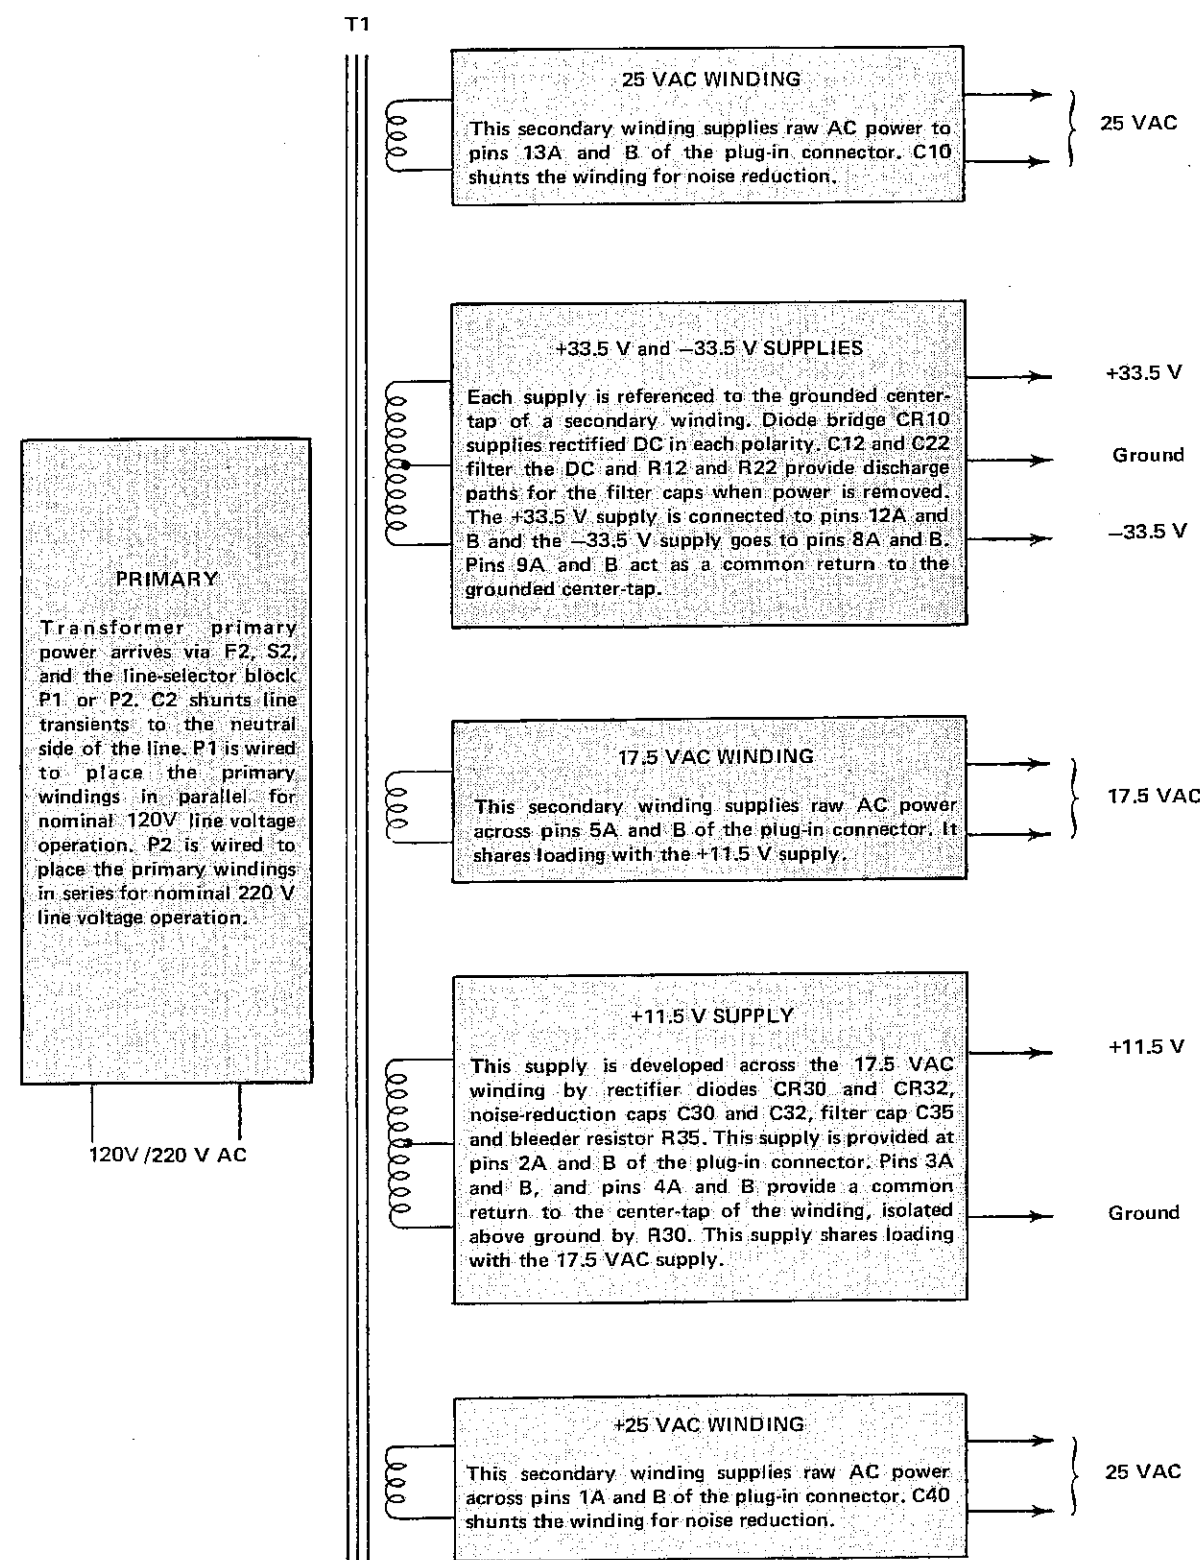 T1
25 VAC WINDING
This secondary winding supplies raw AC power to
pins 13A and B of the plug-in connector. C10
shunts the winding for noise reduction.
25 VAC
+33.5 V and −33.5 V SUPPLIES
Each supply is referenced to the grounded center-
tap of a secondary winding. Diode bridge CR10
supplies rectified DC in each polarity. C12 and C22
filter the DC and R12 and R22 provide discharge
paths for the filter caps when power is removed.
The +33.5 V supply is connected to pins 12A and
B and the −33.5 V supply goes to pins 8A and B.
Pins 9A and B act as a common return to the
grounded center-tap.
+33.5 V
Ground
−33.5 V
PRIMARY
Transformer primary
power arrives via F2, S2,
and the line-selector block
P1 or P2. C2 shunts line
transients to the neutral
side of the line. P1 is wired
to place the primary
windings in parallel for
nominal 120V line voltage
operation. P2 is wired to
place the primary windings
in series for nominal 220 V
line voltage operation.
120V/220 V AC
17.5 VAC WINDING
This secondary winding supplies raw AC power
across pins 5A and B of the plug-in connector. It
shares loading with the +11.5 V supply.
17.5 VAC
+11.5 V SUPPLY
This supply is developed across the 17.5 VAC
winding by rectifier diodes CR30 and CR32,
noise-reduction caps C30 and C32, filter cap C35
and bleeder resistor R35. This supply is provided at
pins 2A and B of the plug-in connector. Pins 3A
and B, and pins 4A and B provide a common
return to the center-tap of the winding, isolated
above ground by R30. This supply shares loading
with the 17.5 VAC supply.
+11.5 V
Ground
+25 VAC WINDING
This secondary winding supplies raw AC power
across pins 1A and B of the plug-in connector. C40
shunts the winding for noise reduction.
25 VAC